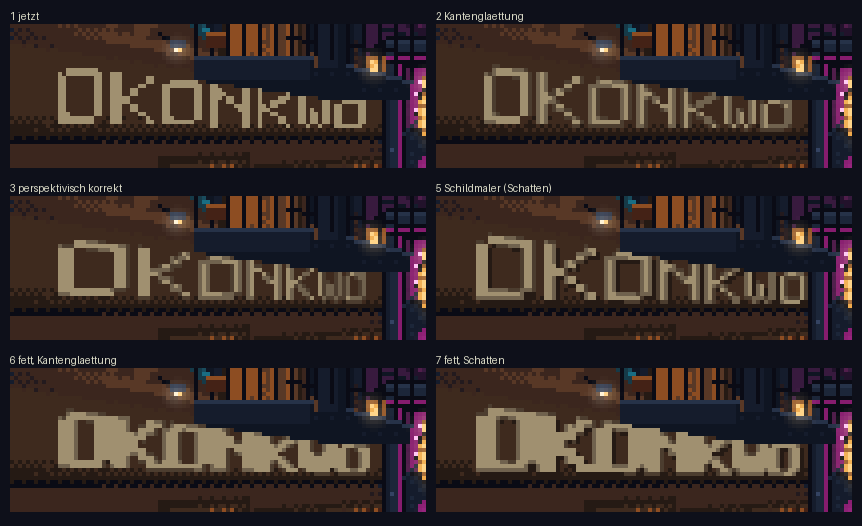 1 jetzt
2 Kantenglaettung
OKONKWO
OKONKWO
3 perspektivisch korrekt
5 Schildmaler (Schatten)
OKONKWO
OKONKWO
6 fett, Kantenglaettung
7 fett, Schatten
OKONKWO
OKONKWO